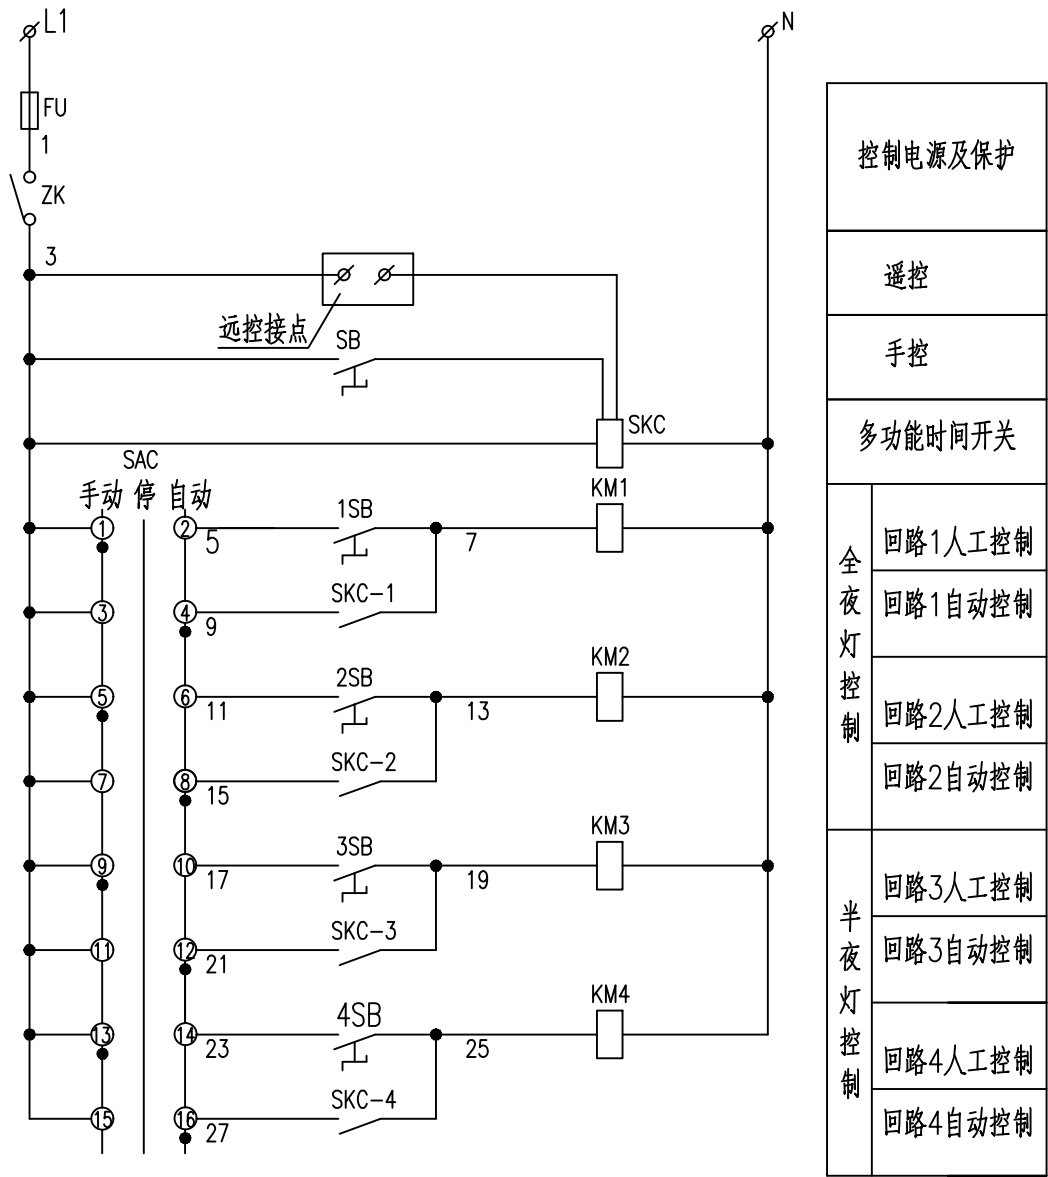 L1
N
FU
1
ZK
3
远控接点
SB
SKC
SAC
手动 停 自动
① ② 5 1SB 7 KM1
③ ④ 9 SKC-1
⑤ ⑥ 11 2SB 13 KM2
⑦ ⑧ 15 SKC-2
⑨ ⑩ 17 3SB 19 KM3
⑪ ⑫ 21 SKC-3
⑬ ⑭ 23 4SB 25 KM4
⑮ ⑯ 27 SKC-4
控制电源及保护
遥控
手控
多功能时间开关
全夜灯控制
回路1人工控制
回路1自动控制
回路2人工控制
回路2自动控制
半夜灯控制
回路3人工控制
回路3自动控制
回路4人工控制
回路4自动控制